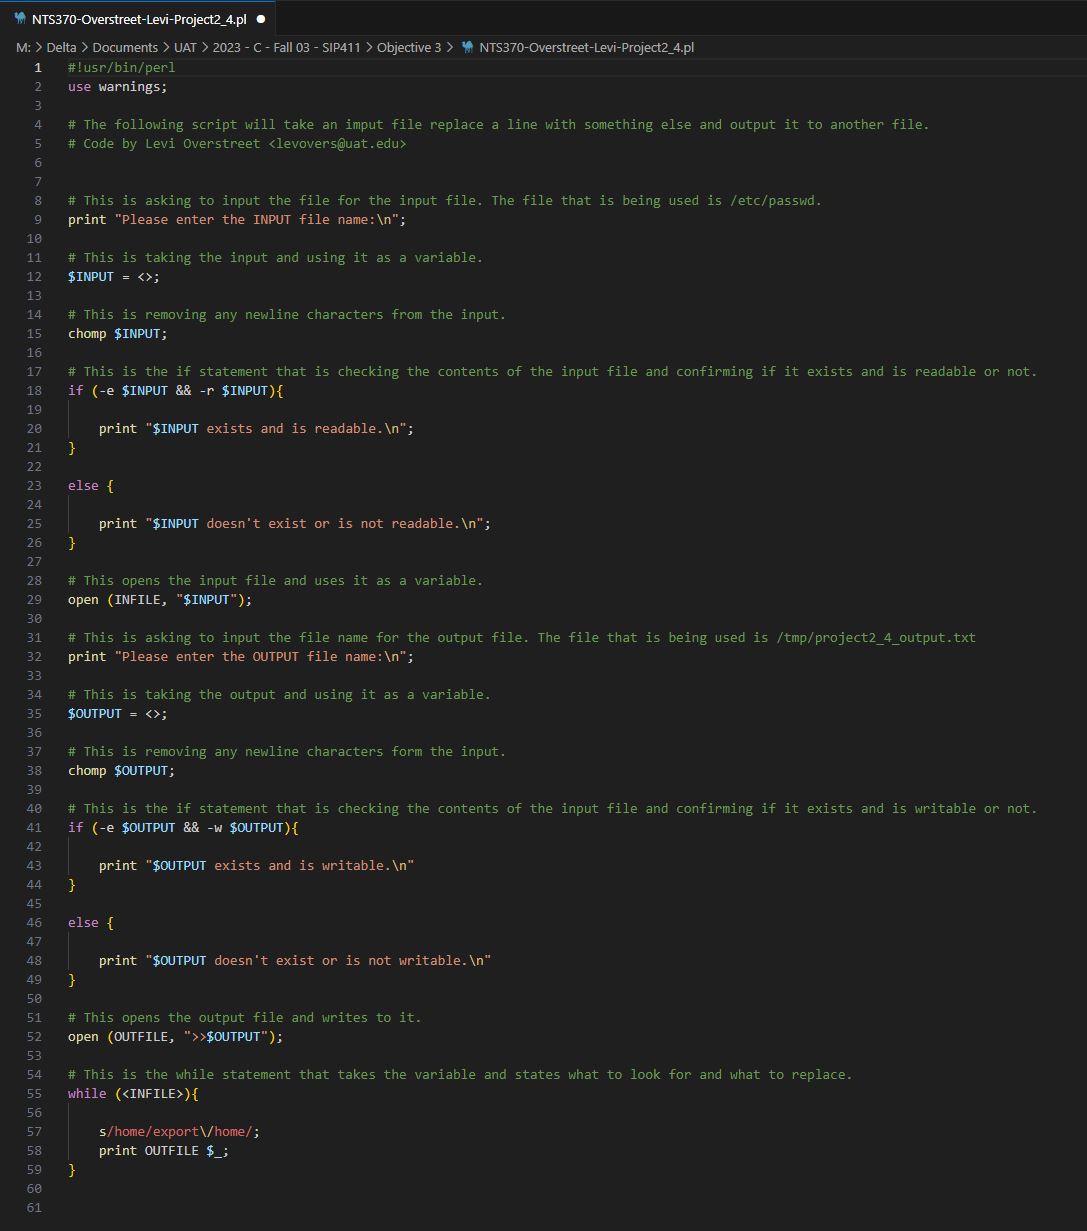 NTS370-Overstreet-Levi-Project2_4.pl
M: > Delta > Documents > UAT > 2023 - C - Fall 03 - SIP411 > Objective 3 > NTS370-Overstreet-Levi-Project2_4.pl
1 #!usr/bin/perl
2 use warnings;
3
4 # The following script will take an imput file replace a line with something else and output it to another file.
5 # Code by Levi Overstreet <levovers@uat.edu>
6
7
8 # This is asking to input the file for the input file. The file that is being used is /etc/passwd.
9 print "Please enter the INPUT file name:\n";
10
11 # This is taking the input and using it as a variable.
12 $INPUT = <>;
13
14 # This is removing any newline characters from the input.
15 chomp $INPUT;
16
17 # This is the if statement that is checking the contents of the input file and confirming if it exists and is readable or not.
18 if (-e $INPUT && -r $INPUT){
19
20 print "$INPUT exists and is readable.\n";
21 }
22
23 else {
24
25 print "$INPUT doesn't exist or is not readable.\n";
26 }
27
28 # This opens the input file and uses it as a variable.
29 open (INFILE, "$INPUT");
30
31 # This is asking to input the file name for the output file. The file that is being used is /tmp/project2_4_output.txt
32 print "Please enter the OUTPUT file name:\n";
33
34 # This is taking the output and using it as a variable.
35 $OUTPUT = <>;
36
37 # This is removing any newline characters form the input.
38 chomp $OUTPUT;
39
40 # This is the if statement that is checking the contents of the input file and confirming if it exists and is writable or not.
41 if (-e $OUTPUT && -w $OUTPUT){
42
43 print "$OUTPUT exists and is writable.\n"
44 }
45
46 else {
47
48 print "$OUTPUT doesn't exist or is not writable.\n"
49 }
50
51 # This opens the output file and writes to it.
52 open (OUTFILE, ">>$OUTPUT");
53
54 # This is the while statement that takes the variable and states what to look for and what to replace.
55 while (<INFILE>){
56
57 s/home/export\/home/;
58 print OUTFILE $_;
59 }
60
61